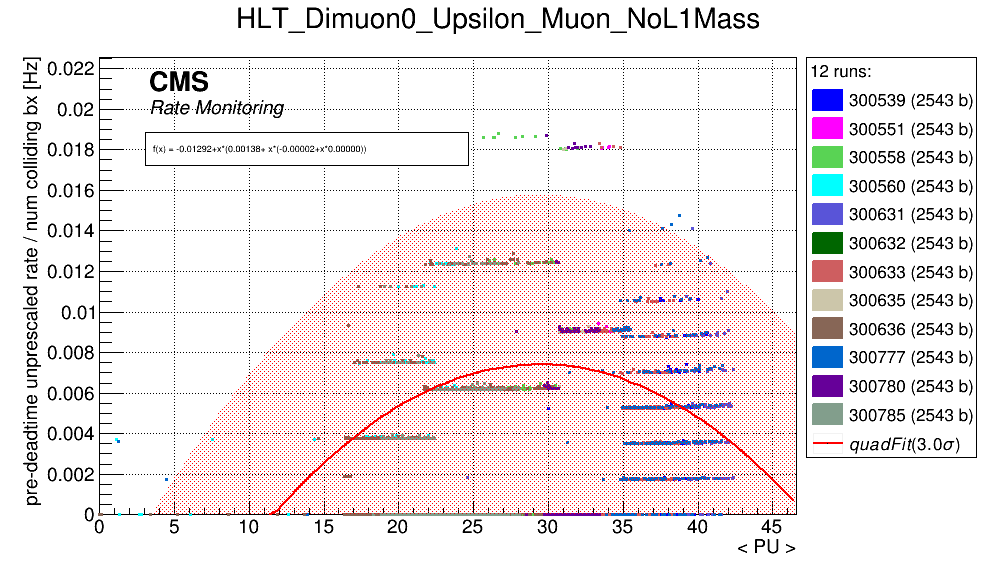 HLT_Dimuon0_Upsilon_Muon_NoL1Mass
pre-deadtime unprescaled rate / num colliding bx [Hz]
0.022
0.02
0.018
0.016
0.014
0.012
0.01
0.008
0.006
0.004
0.002
0
CMS
Rate Monitoring
f(x) = -0.01292+x*(0.00138+ x*(-0.00002+x*0.00000))
0 5 10 15 20 25 30 35 40 45
< PU >
12 runs:
300539 (2543 b)
300551 (2543 b)
300558 (2543 b)
300560 (2543 b)
300631 (2543 b)
300632 (2543 b)
300633 (2543 b)
300635 (2543 b)
300636 (2543 b)
300777 (2543 b)
300780 (2543 b)
300785 (2543 b)
quadFit(3.0σ)